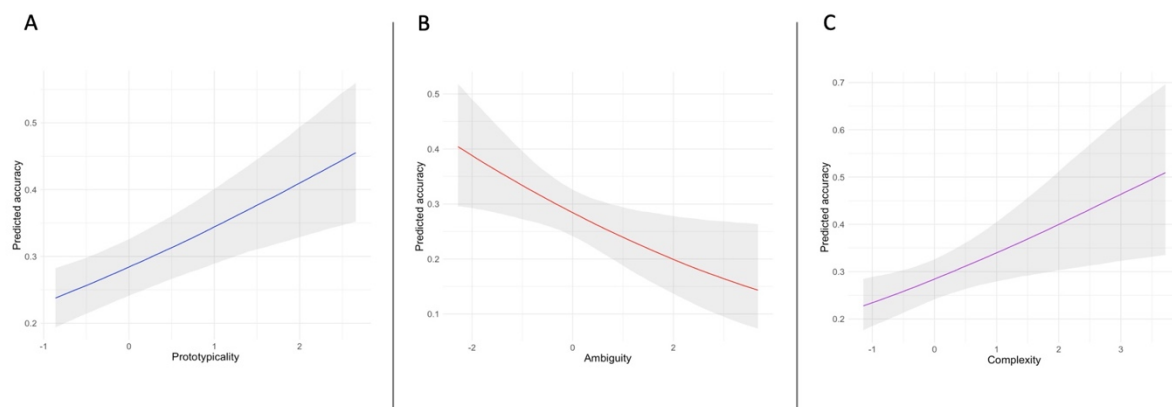 A
Predicted accuracy
0.5
0.4
0.3
0.2
-1 0 1 2
Prototypicality
B
Predicted accuracy
0.5
0.4
0.3
0.2
0.1
-2 0 2
Ambiguity
C
Predicted accuracy
0.7
0.6
0.5
0.4
0.3
0.2
-1 0 1 2 3
Complexity